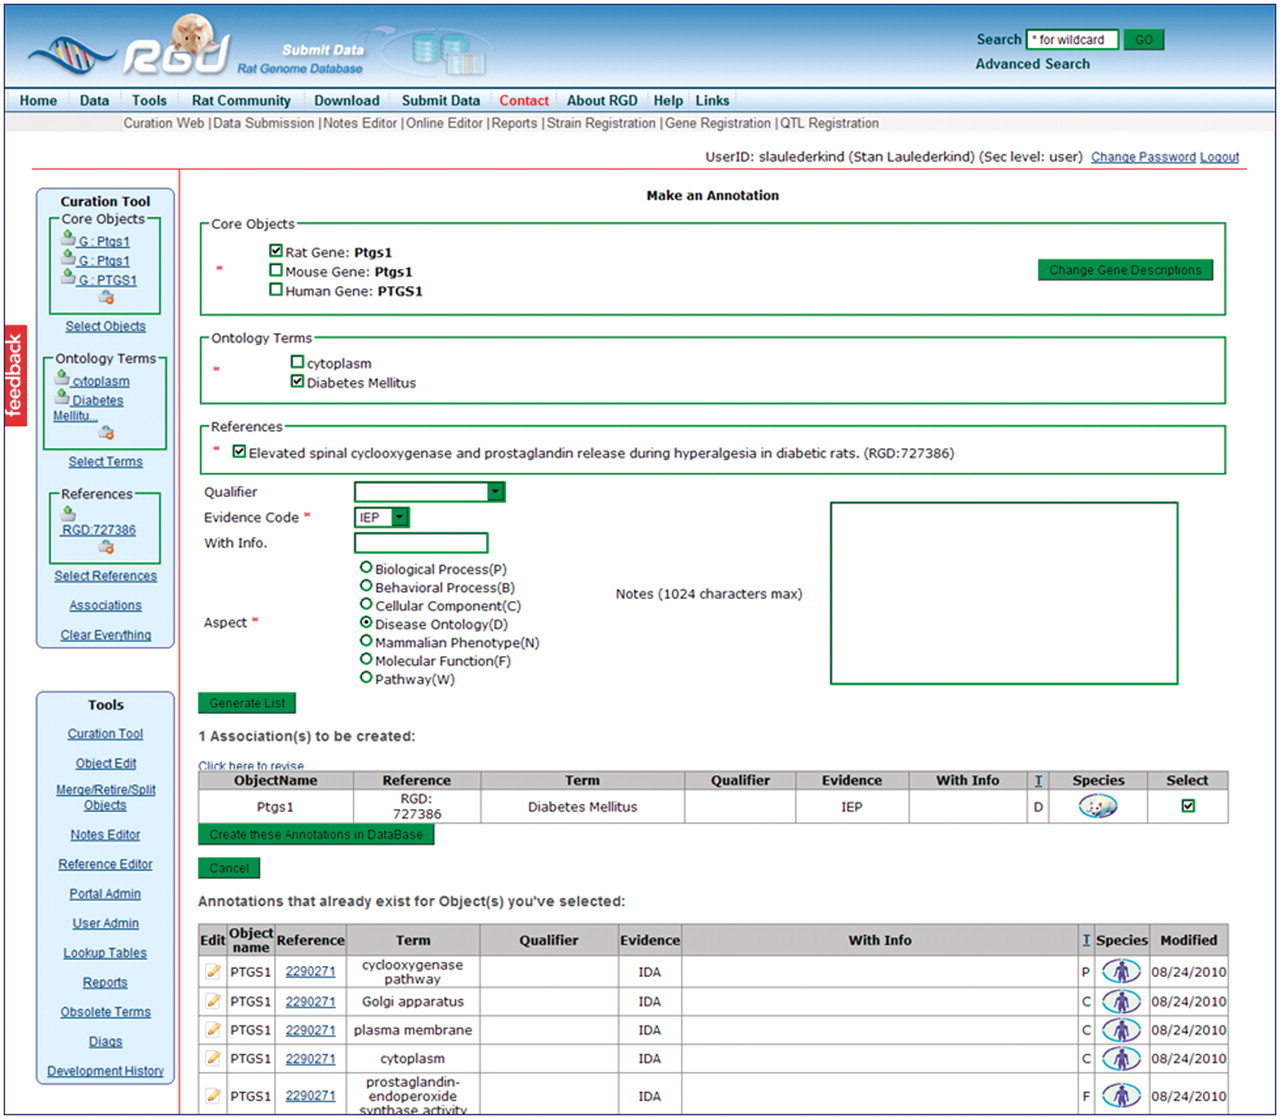 RGD
Submit Data
Rat Genome Database
Search * for wildcard GO
Advanced Search
Home Data Tools Rat Community Download Submit Data Contact About RGD Help Links
Curation Web |Data Submission |Notes Editor |Online Editor |Reports |Strain Registration |Gene Registration |QTL Registration
UserID: slaulederkind (Stan Laulederkind) (Sec level: user) Change Password Logout
feedback
Curation Tool
Core Objects
G : Ptgs1
G : Ptgs1
G : PTGS1
Select Objects
Ontology Terms
cytoplasm
Diabetes
Mellitu...
Select Terms
References
RGD:727386
Select References
Associations
Clear Everything
Tools
Curation Tool
Object Edit
Merge/Retire/Split
Objects
Notes Editor
Reference Editor
Portal Admin
User Admin
Lookup Tables
Reports
Obsolete Terms
Diags
Development History
Make an Annotation
Core Objects
* Rat Gene: Ptgs1
Mouse Gene: Ptgs1
Human Gene: PTGS1
Change Gene Descriptions
Ontology Terms
* cytoplasm
Diabetes Mellitus
References
* Elevated spinal cyclooxygenase and prostaglandin release during hyperalgesia in diabetic rats. (RGD:727386)
Qualifier
Evidence Code * IEP
With Info.
Aspect *
Biological Process(P)
Behavioral Process(B)
Cellular Component(C)
Disease Ontology(D)
Mammalian Phenotype(N)
Molecular Function(F)
Pathway(W)
Notes (1024 characters max)
Generate List
1 Association(s) to be created:
Click here to revise
ObjectName Reference Term Qualifier Evidence With Info I Species Select
Ptgs1 RGD: 727386 Diabetes Mellitus IEP D
Create these Annotations in DataBase
Cancel
Annotations that already exist for Object(s) you've selected:
Edit Object name Reference Term Qualifier Evidence With Info I Species Modified
PTGS1 2290271 cyclooxygenase pathway IDA P 08/24/2010
PTGS1 2290271 Golgi apparatus IDA C 08/24/2010
PTGS1 2290271 plasma membrane IDA C 08/24/2010
PTGS1 2290271 cytoplasm IDA C 08/24/2010
PTGS1 2290271 prostaglandin-endoperoxide synthase activity IDA F 08/24/2010